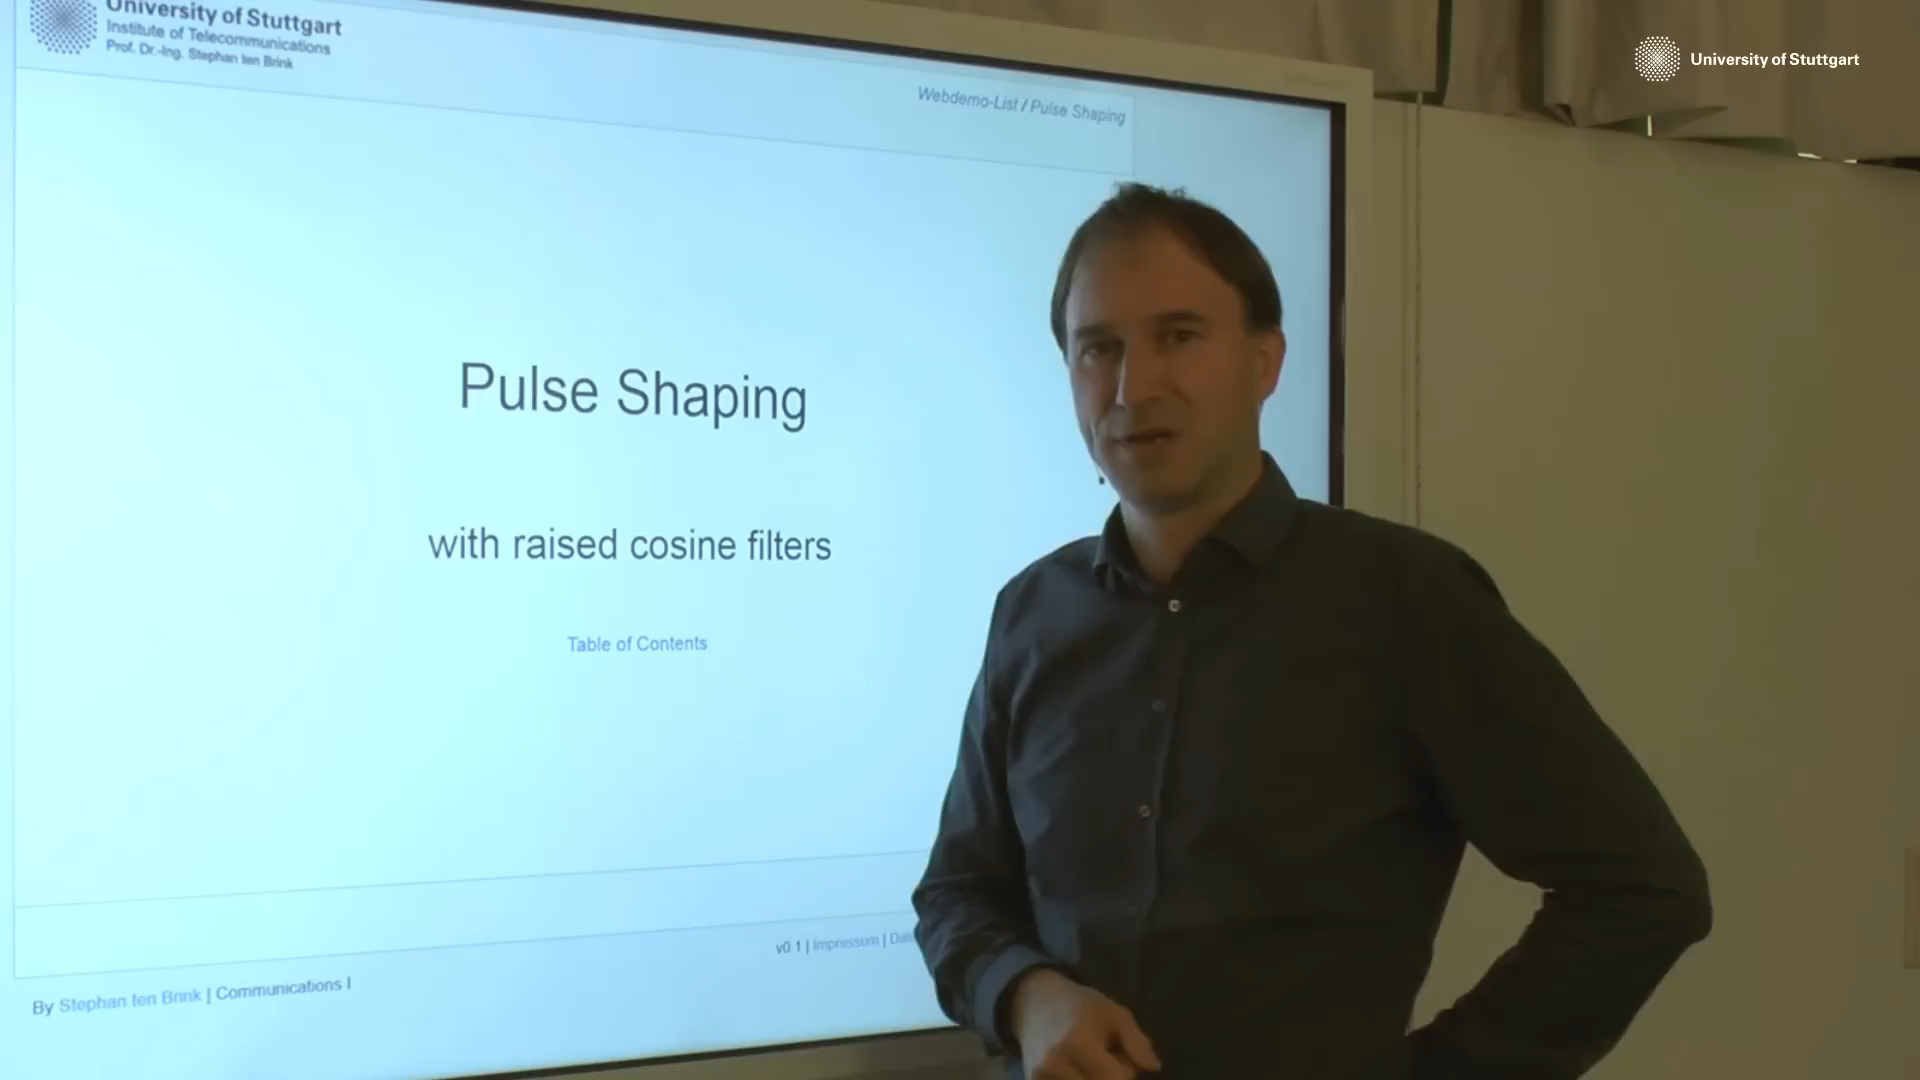 University of Stuttgart
Institute of Telecommunications
Prof. Dr.-Ing. Stephan ten Brink
University of Stuttgart
Webdemo-List / Pulse Shaping
Pulse Shaping
with raised cosine filters
Table of Contents
v0.1 | Impressum |
By Stephan ten Brink | Communications I